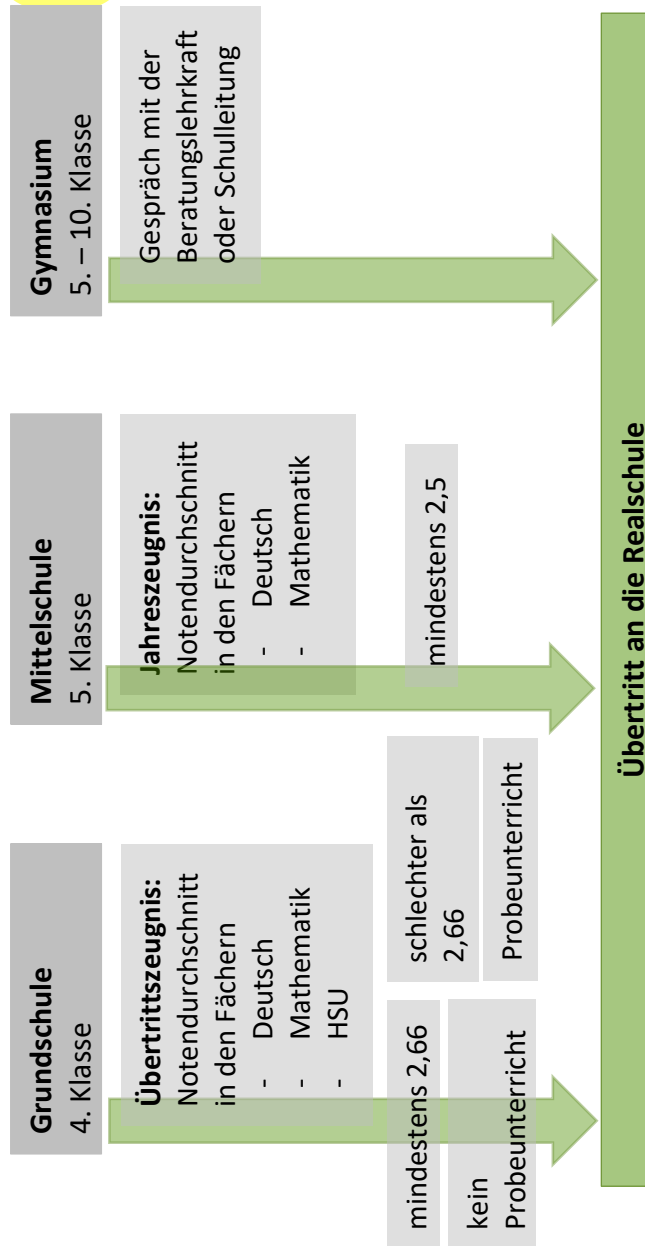 Grundschule
4. Klasse
Übertrittszeugnis:
Notendurchschnitt
in den Fächern
- Deutsch
- Mathematik
- HSU
mindestens 2,66
kein
Probeunterricht
schlechter als
2,66
Probeunterricht
Mittelschule
5. Klasse
Jahreszeugnis:
Notendurchschnitt
in den Fächern
- Deutsch
- Mathematik
mindestens 2,5
Gymnasium
5. – 10. Klasse
Gespräch mit der
Beratungslehrkraft
oder Schulleitung
Übertritt an die Realschule